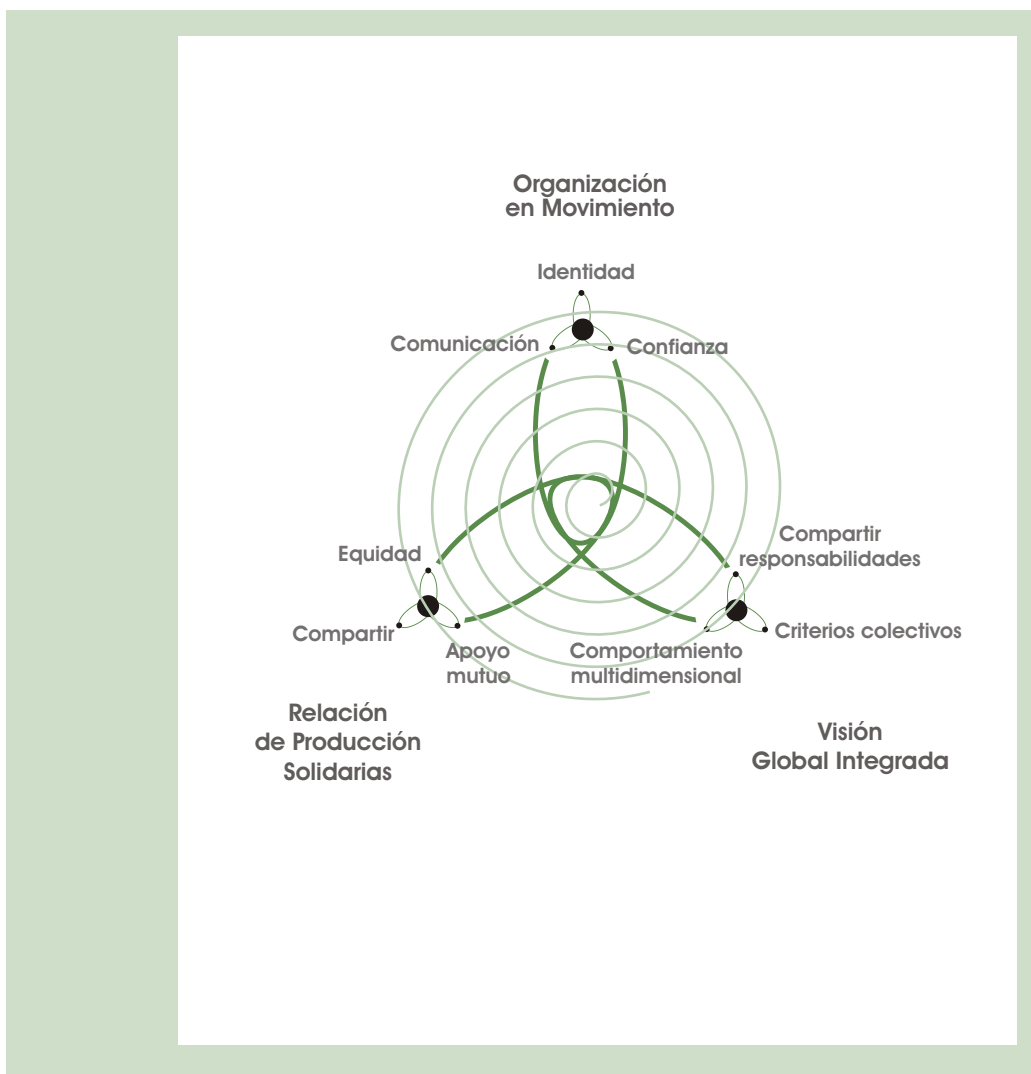 Organización
en Movimiento
Identidad
Comunicación
Confianza
Compartir
responsabilidades
Equidad
Compartir
Criterios colectivos
Apoyo
mutuo
Comportamiento
multidimensional
Relación
de Producción
Solidarias
Visión
Global Integrada